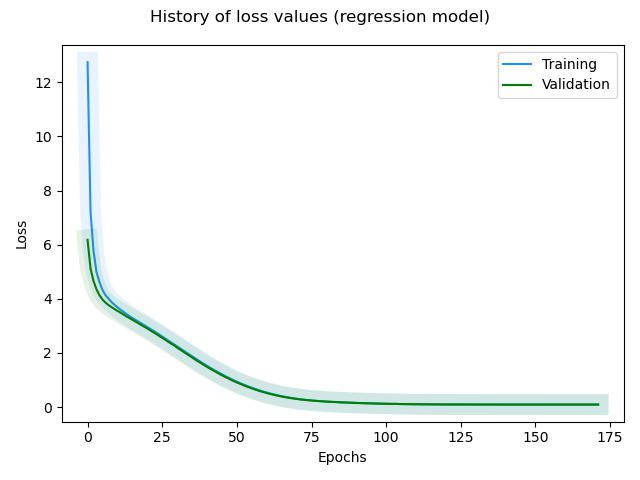 History of loss values (regression model)
Training
Validation
12
10
8
6
4
2
0
Loss
0 25 50 75 100 125 150 175
Epochs